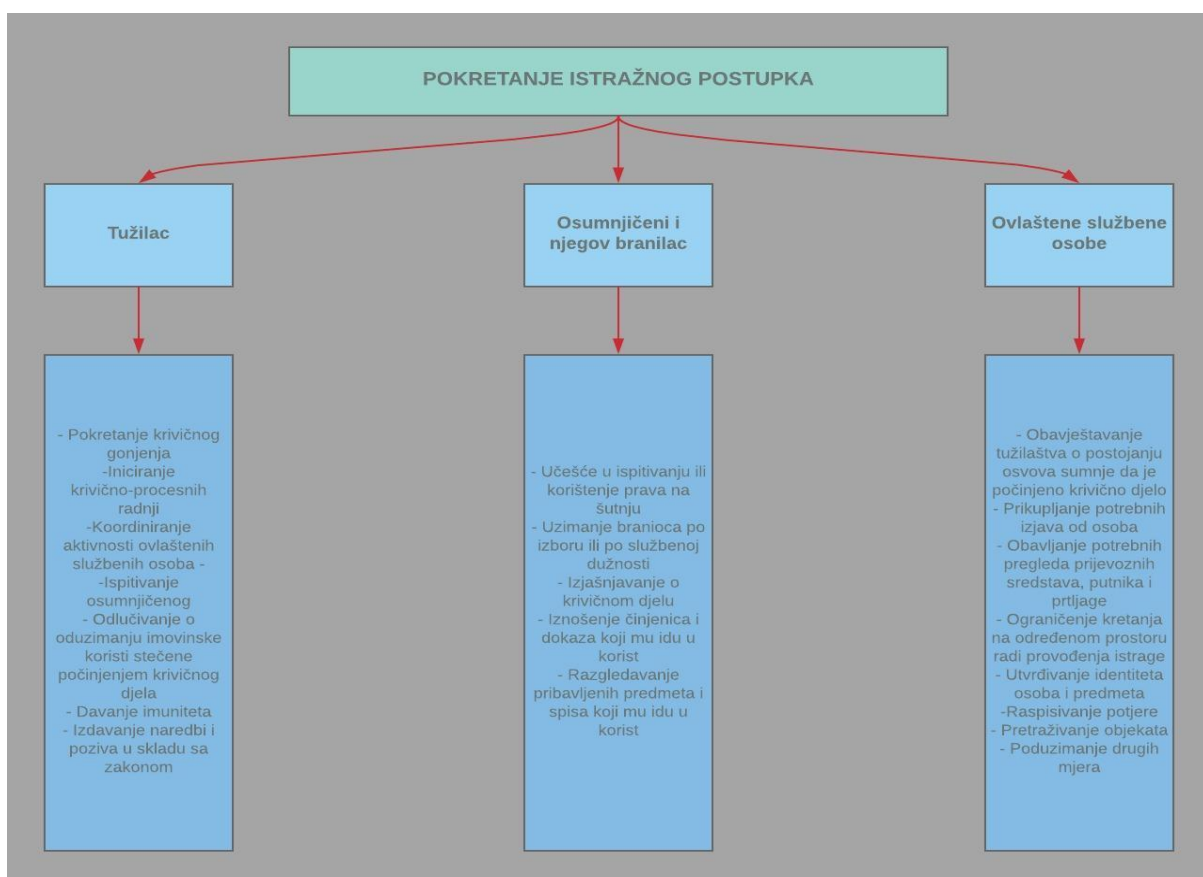 POKRETANJE ISTRAŽNOG POSTUPKA
Tužilac
- Pokretanje krivičnog
gonjenja
-Iniciranje
krivično-procesnih
radnji
-Koordiniranje
aktivnosti ovlaštenih
službenih osoba -
-Ispitivanje
osumnjičenog
- Odlučivanje o
oduzimanju imovinske
koristi stečene
počinjenjem krivičnog
djela
- Davanje imuniteta
- Izdavanje naredbi i
poziva u skladu sa
zakonom
Osumnjičeni i
njegov branilac
- Učešće u ispitivanju ili
korištenje prava na
šutnju
- Uzimanje branioca po
izboru ili po službenoj
dužnosti
- Izjašnjavanje o
krivičnom djelu
- Iznošenje činjenica i
dokaza koji mu idu u
korist
- Razgledavanje
pribavljenih predmeta i
spisa koji mu idu u
korist
Ovlaštene službene
osobe
- Obavještavanje
tužilaštva o postojanju
osvova sumnje da je
počinjeno krivično djelo
- Prikupljanje potrebnih
izjava od osoba
- Obavljanje potrebnih
pregleda prijevoznih
sredstava, putnika i
prtljage
- Ograničenje kretanja
na određenom prostoru
radi provođenja istrage
- Utvrđivanje identiteta
osoba i predmeta
-Raspisivanje potjere
- Pretraživanje objekata
- Poduzimanje drugih
mjera